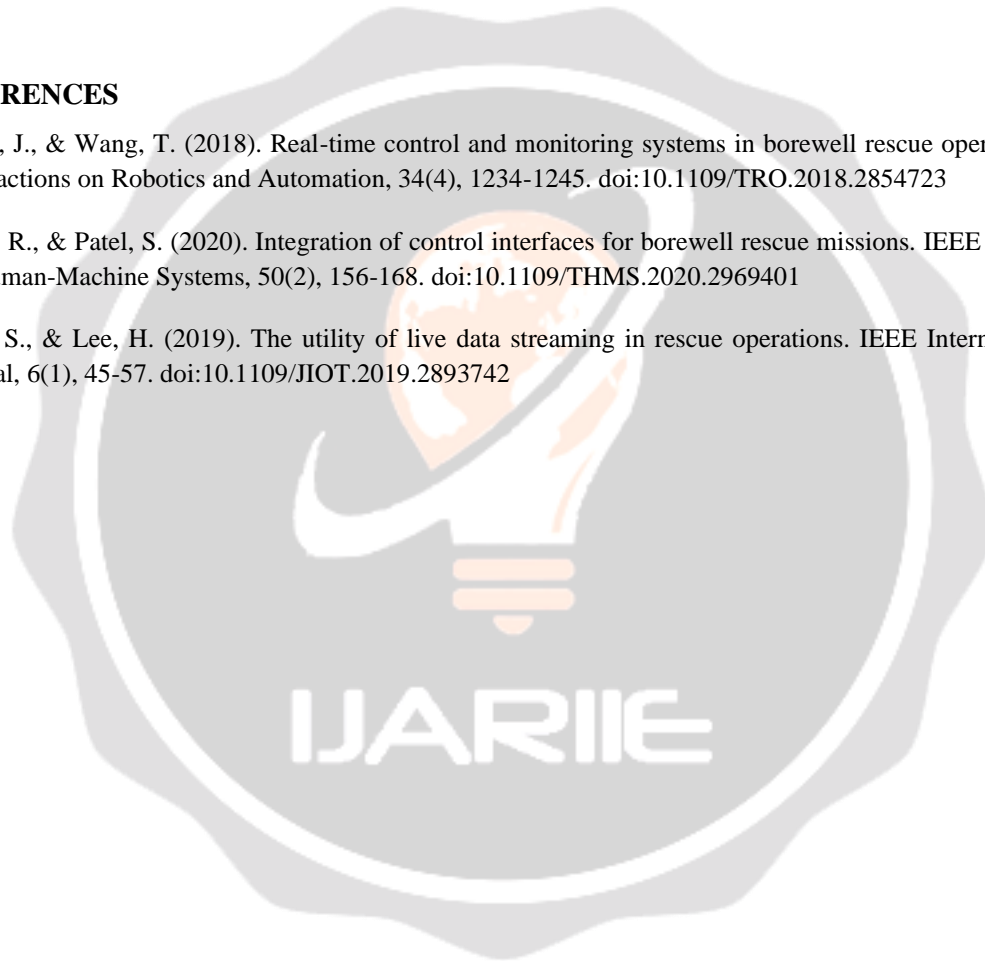 RENCES
, J., & Wang, T. (2018). Real-time control and monitoring systems in borewell rescue oper
actions on Robotics and Automation, 34(4), 1234-1245. doi:10.1109/TRO.2018.2854723
R., & Patel, S. (2020). Integration of control interfaces for borewell rescue missions. IEEE
uman-Machine Systems, 50(2), 156-168. doi:10.1109/THMS.2020.2969401
S., & Lee, H. (2019). The utility of live data streaming in rescue operations. IEEE Intern
al, 6(1), 45-57. doi:10.1109/JIOT.2019.2893742
IJARIIE